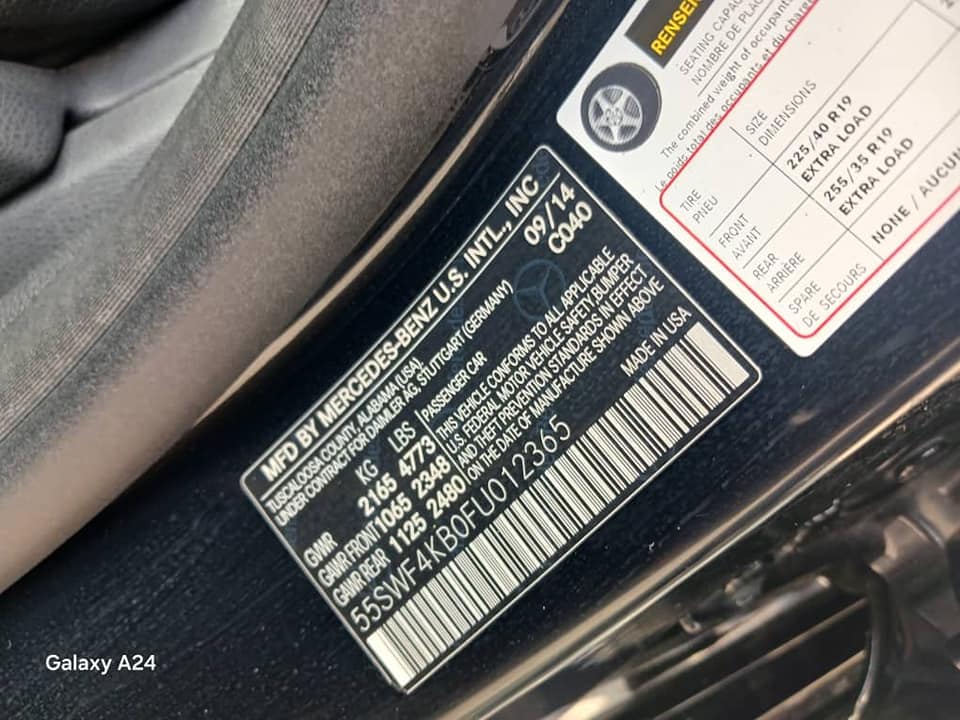 MFD BY MERCEDES-BENZ U.S. INTL., INC
TUSCALOOSA COUNTY, ALABAMA (USA)
UNDER CONTRACT FOR DAIMLER AG, STUTTGART (GERMANY)
09/14
C040
KG LBS
GVWR 2165 4773
GAWR FRONT 1065 2348
GAWR REAR 1125 2480
PASSENGER CAR
THIS VEHICLE CONFORMS TO ALL APPLICABLE
U.S. FEDERAL MOTOR VEHICLE SAFETY, BUMPER
AND THEFT PREVENTION STANDARDS IN EFFECT
ON THE DATE OF MANUFACTURE SHOWN ABOVE
55SWF4KB0FU012365
MADE IN USA
RENSEI
SEATING CAPA
NOMBRE DE PLAC
The combined weight of occupant
Le poids total des occupants et du charg
TIRE
PNEU
SIZE
DIMENSIONS
FRONT
AVANT
225/40 R19
EXTRA LOAD
REAR
ARRIÈRE
255/35 R19
EXTRA LOAD
SPARE
DE SECOURS
NONE / AUCUN
Galaxy A24